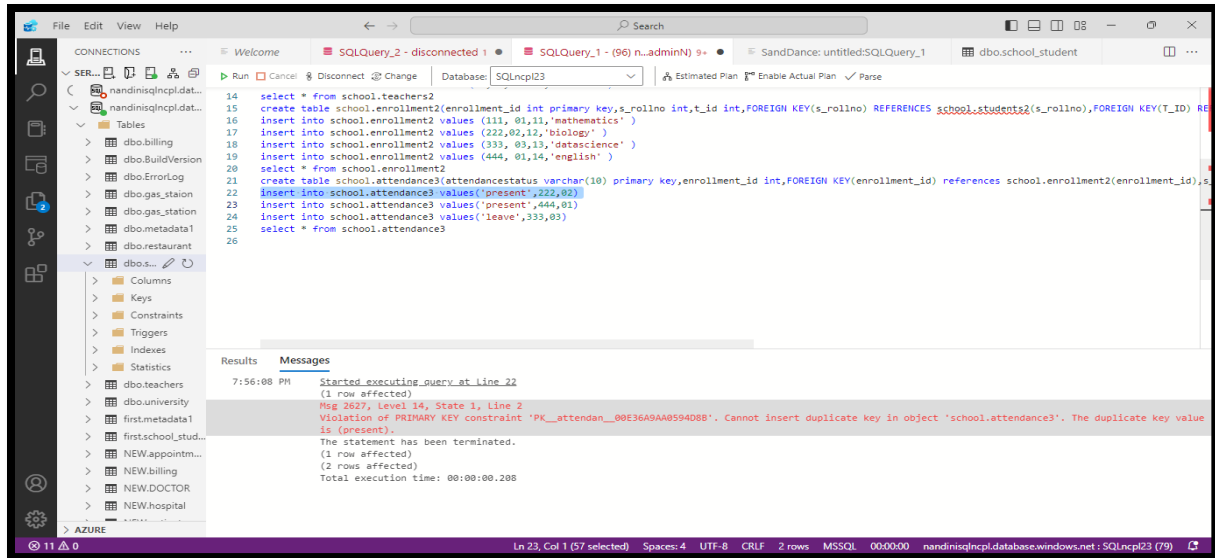 File Edit View Help
Search
CONNECTIONS ...
SER...
nandinisqlncpl.dat...
nandinisqlncpl.dat...
Tables
dbo.billing
dbo.BuildVersion
dbo.ErrorLog
dbo.gas_staion
dbo.gas_station
dbo.metadata1
dbo.restaurant
dbo.s...
Columns
Keys
Constraints
Triggers
Indexes
Statistics
dbo.teachers
dbo.university
first.metadata1
first.school_stud...
NEW.appointm...
NEW.billing
NEW.DOCTOR
NEW.hospital
AZURE
2
Welcome SQLQuery_2 - disconnected 1 SQLQuery_1 - (96) n...adminN) 9+ SandDance: untitled:SQLQuery_1 dbo.school_student
Run Cancel Disconnect Change Database: SQLncpl23 Estimated Plan Enable Actual Plan Parse
14 select * from school.teachers2
15 create table school.enrollment2(enrollment_id int primary key,s_rollno int,t_id int,FOREIGN KEY(s_rollno) REFERENCES school.students2(s_rollno),FOREIGN KEY(T_ID) RE
16 insert into school.enrollment2 values (111, 01,11,'mathematics' )
17 insert into school.enrollment2 values (222,02,12,'biology' )
18 insert into school.enrollment2 values (333, 03,13,'datascience' )
19 insert into school.enrollment2 values (444, 01,14,'english' )
20 select * from school.enrollment2
21 create table school.attendance3(attendancestatus varchar(10) primary key,enrollment_id int,FOREIGN KEY(enrollment_id) references school.enrollment2(enrollment_id),s_
22 insert into school.attendance3 values('present',222,02)
23 insert into school.attendance3 values('present',444,01)
24 insert into school.attendance3 values('leave',333,03)
25 select * from school.attendance3
26
Results Messages
7:56:08 PM Started executing query at Line 22
(1 row affected)
Msg 2627, Level 14, State 1, Line 2
Violation of PRIMARY KEY constraint 'PK__attendan__00E36A9AA0594D8B'. Cannot insert duplicate key in object 'school.attendance3'. The duplicate key value
is (present).
The statement has been terminated.
(1 row affected)
(2 rows affected)
Total execution time: 00:00:00.208
11 0 Ln 23, Col 1 (57 selected) Spaces: 4 UTF-8 CRLF 2 rows MSSQL 00:00:00 nandinisqlncpl.database.windows.net : SQLncpl23 (79)